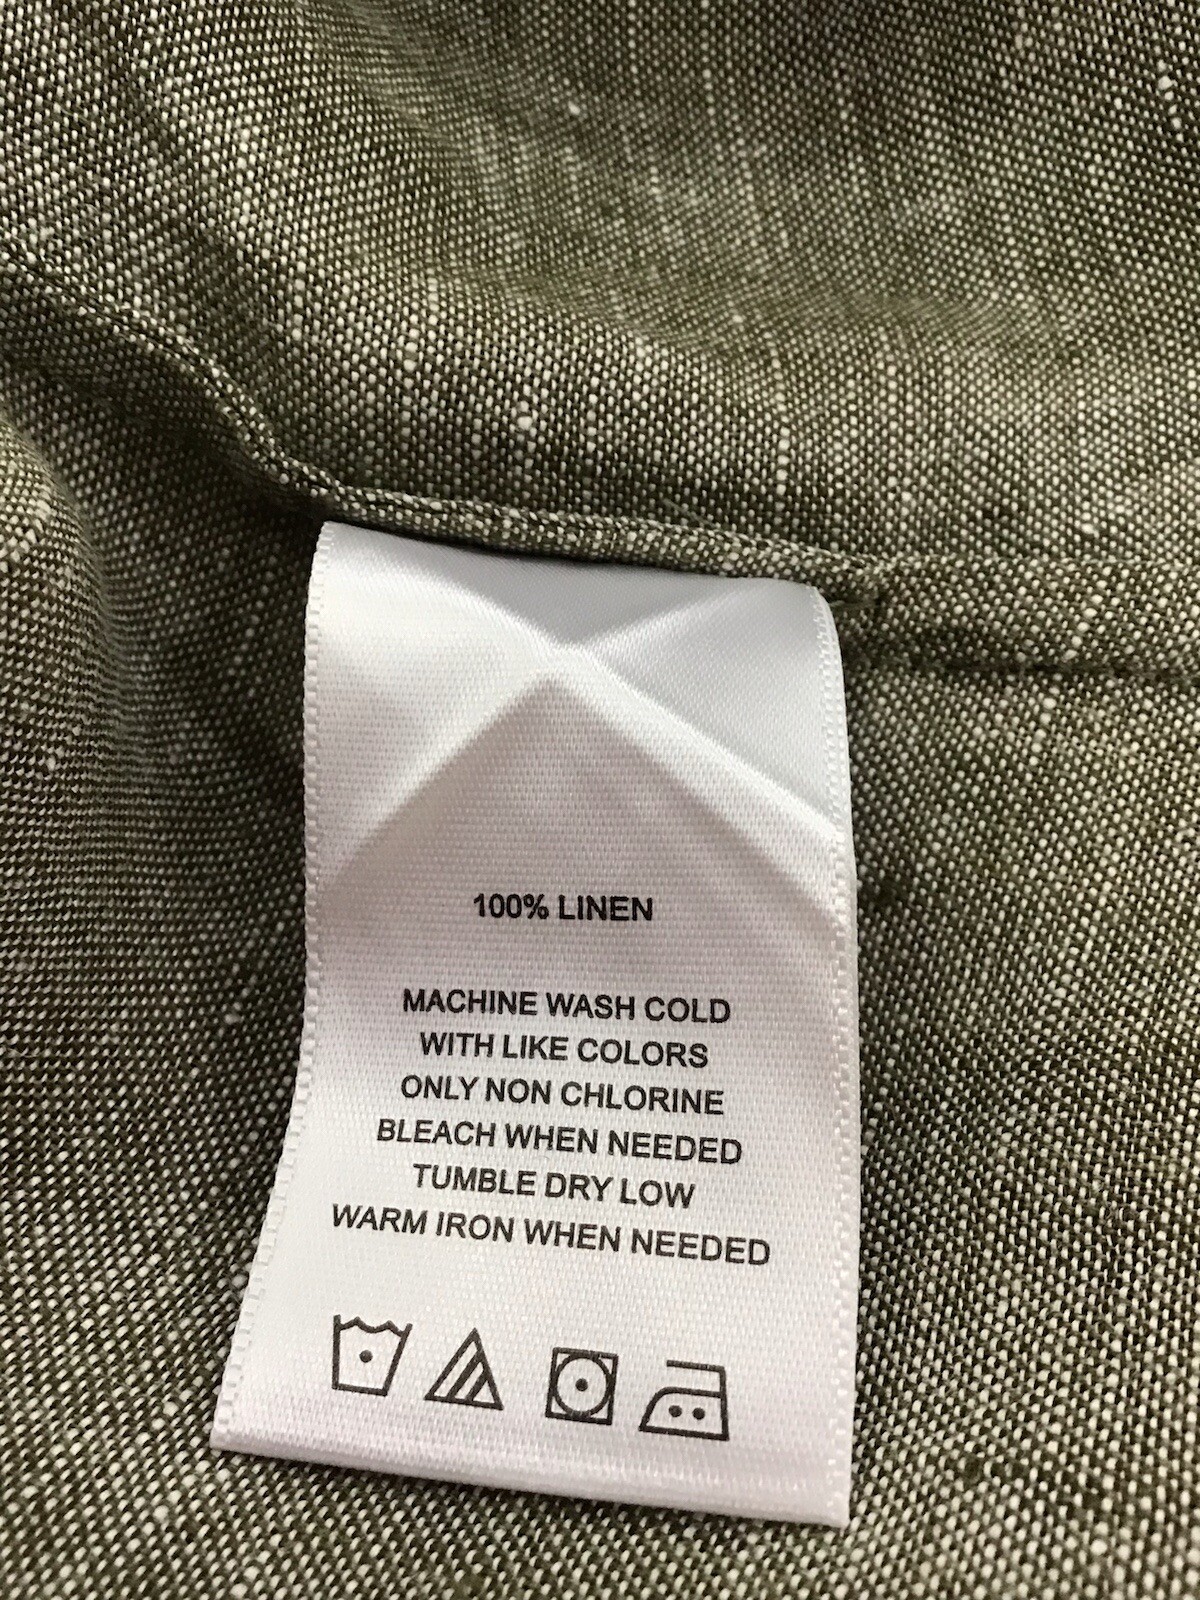 100% LINEN
MACHINE WASH COLD
WITH LIKE COLORS
ONLY NON CHLORINE
BLEACH WHEN NEEDED
TUMBLE DRY LOW
WARM IRON WHEN NEEDED